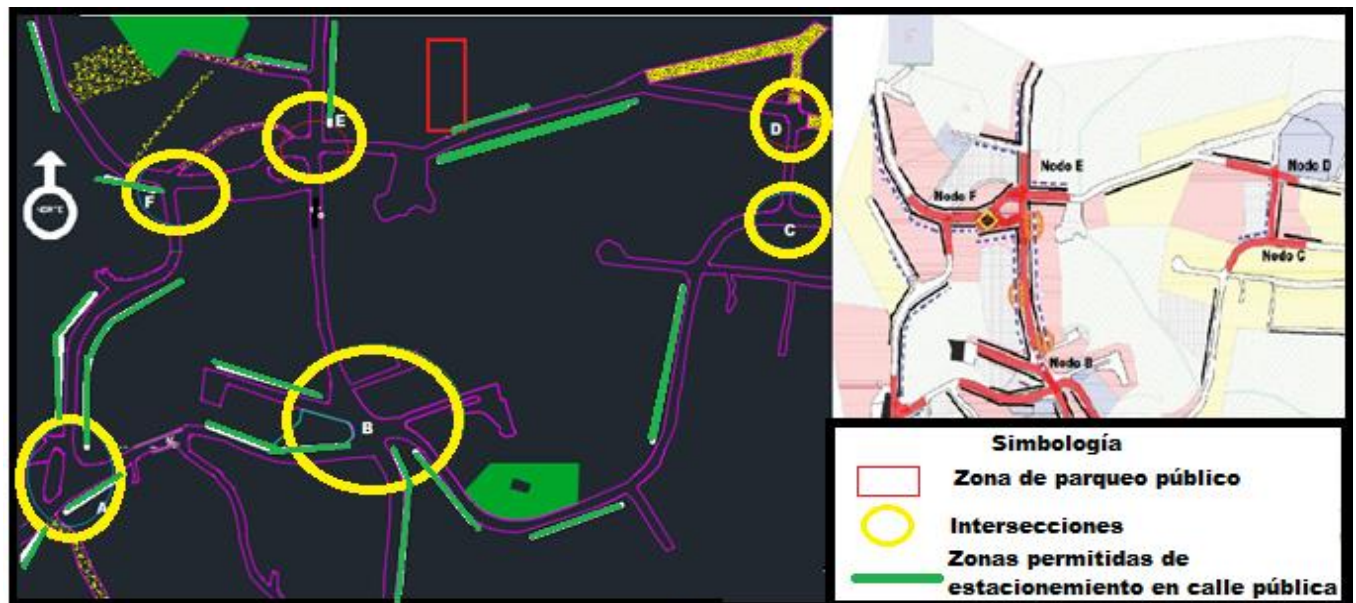 E
D
F
C
B
A
Nodo E
Nodo D
Nodo F
Nodo C
Nodo B
Simbología
Zona de parqueo público
Intersecciones
Zonas permitidas de
estacionemiento en calle pública